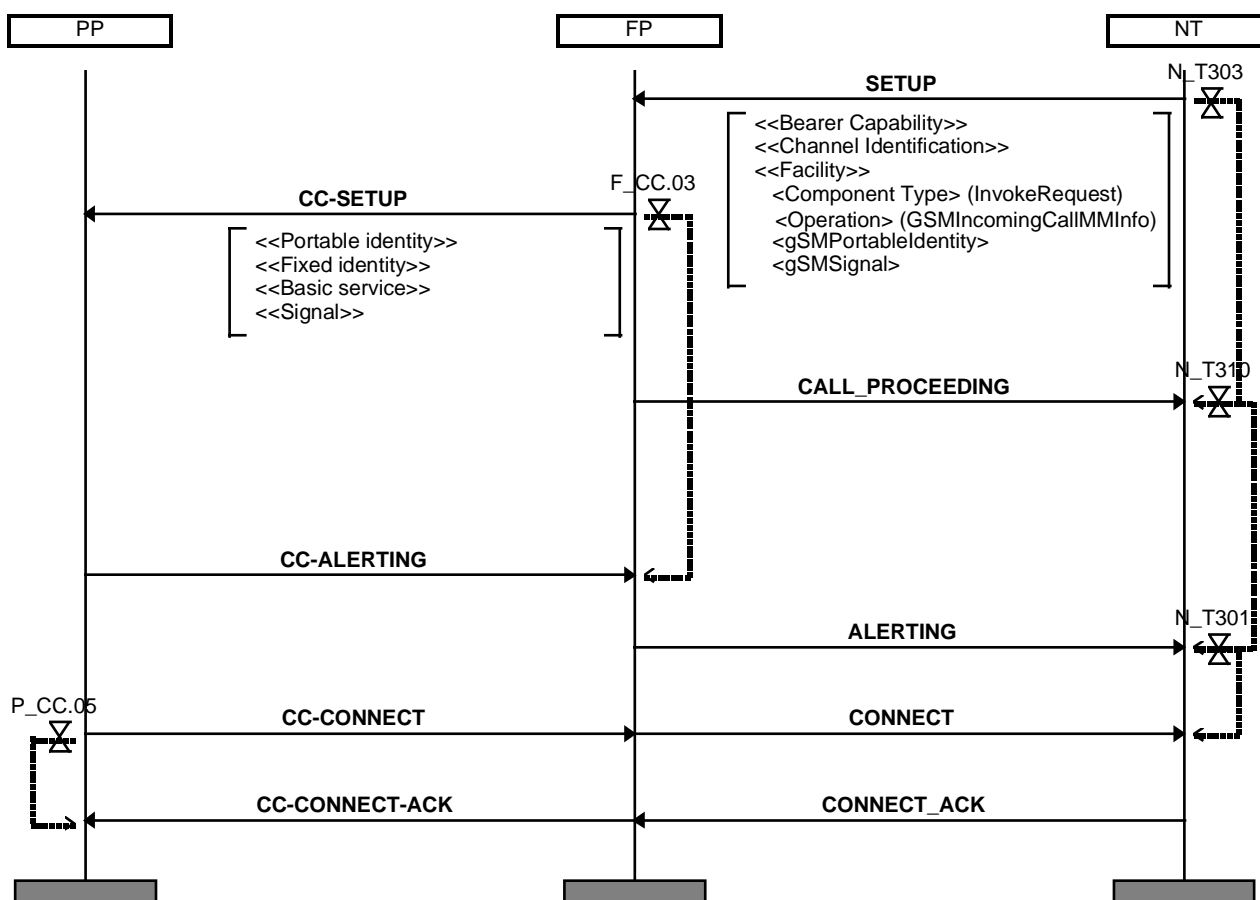 PP
FP
NT
N_T303
SETUP
<<Bearer Capability>>
<<Channel Identification>>
<<Facility>>
<Component Type> (InvokeRequest)
<Operation> (GSMIncomingCallMMInfo)
<gSMPortableIdentity>
<gSMSignal>
F_CC.03
CC-SETUP
<<Portable identity>>
<<Fixed identity>>
<<Basic service>>
<<Signal>>
N_T310
CALL_PROCEEDING
CC-ALERTING
N_T301
ALERTING
P_CC.05
CC-CONNECT
CONNECT
CC-CONNECT-ACK
CONNECT_ACK